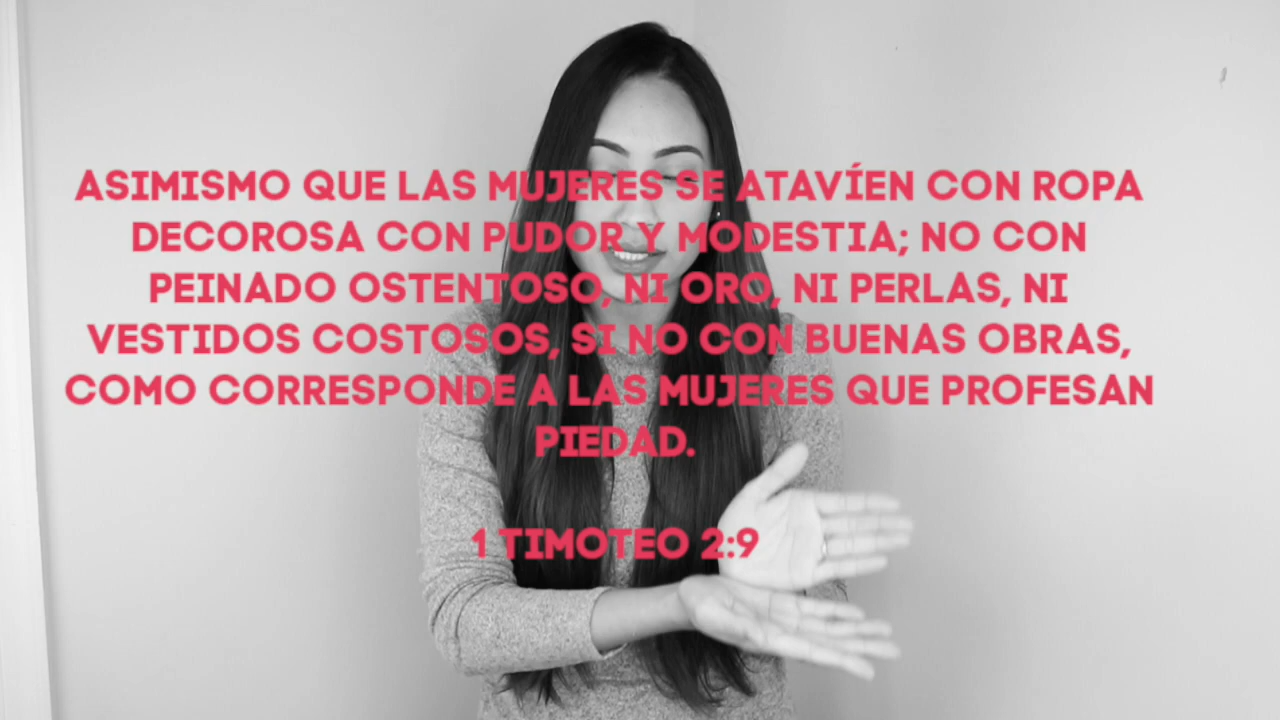 ASIMISMO QUE LAS MUJERES SE ATAVÍEN CON ROPA
DECOROSA CON PUDOR Y MODESTIA; NO CON
PEINADO OSTENTOSO, NI ORO, NI PERLAS, NI
VESTIDOS COSTOSOS, SI NO CON BUENAS OBRAS,
COMO CORRESPONDE A LAS MUJERES QUE PROFESAN
PIEDAD.
1 TIMOTEO 2:9